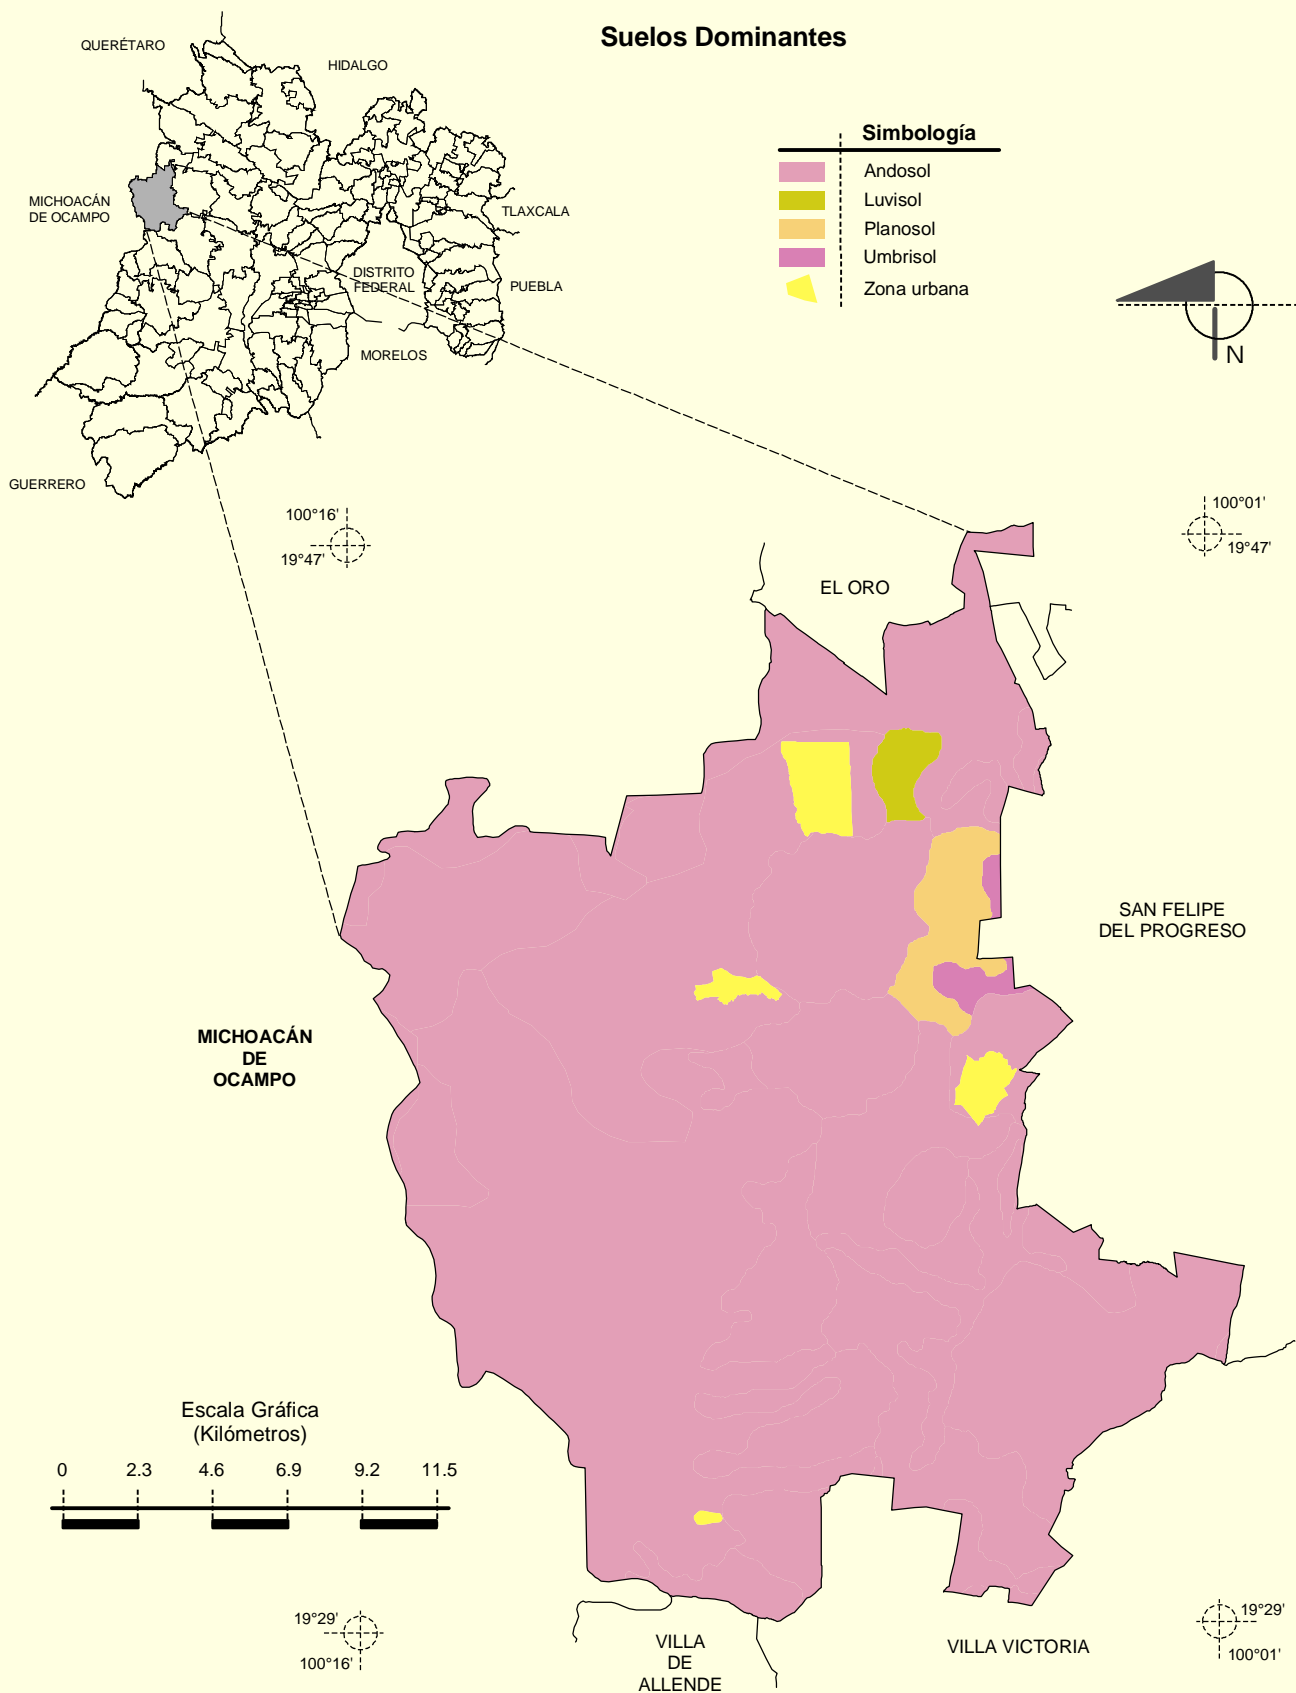 Suelos Dominantes
QUERÉTARO
HIDALGO
MICHOACÁN
DE OCAMPO
TLAXCALA
DISTRITO
FEDERAL
PUEBLA
MORELOS
GUERRERO
Simbología
Andosol
Luvisol
Planosol
Umbrisol
Zona urbana
N
100°16'
19°47'
100°01'
19°47'
EL ORO
SAN FELIPE
DEL PROGRESO
MICHOACÁN
DE
OCAMPO
Escala Gráfica
(Kilómetros)
0 2.3 4.6 6.9 9.2 11.5
19°29'
100°16'
19°29'
100°01'
VILLA
DE
ALLENDE
VILLA VICTORIA